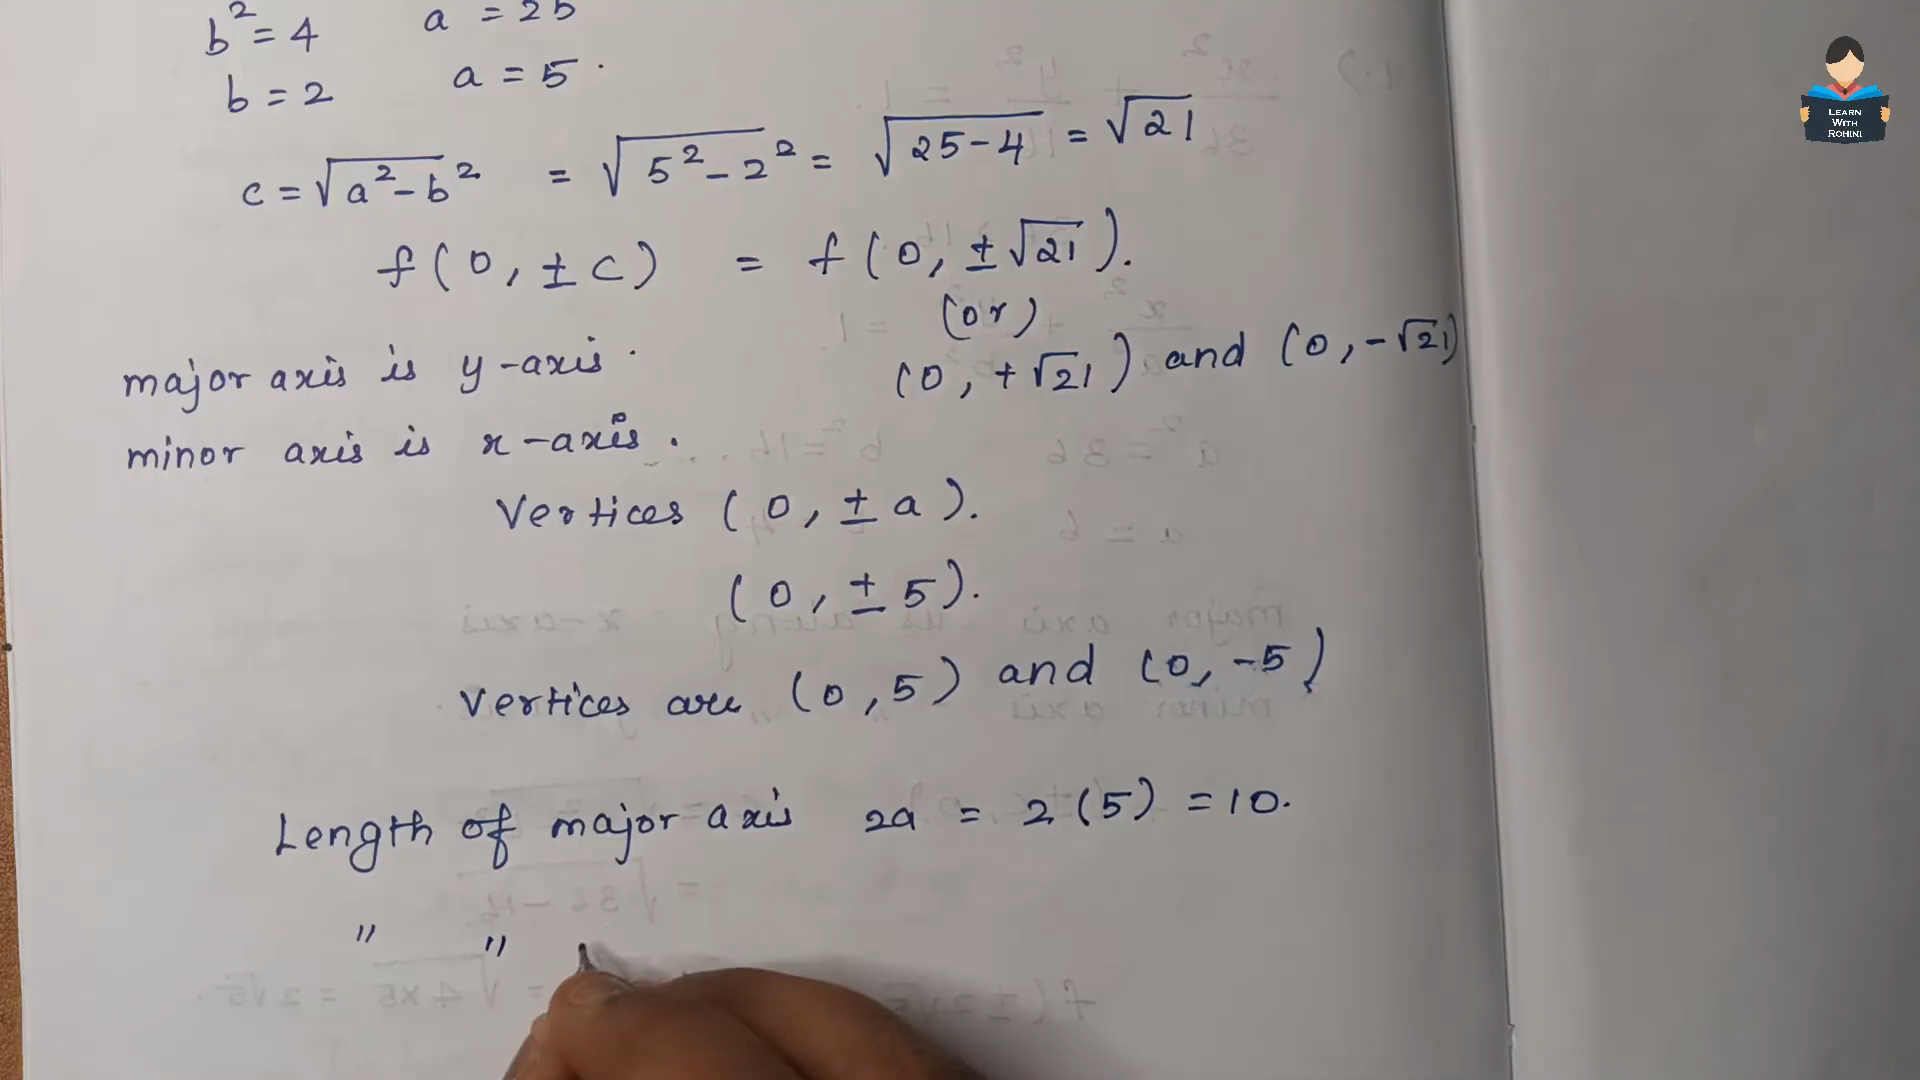 b² = 4 a = 25
b = 2 a = 5.
c = √a²-b² = √5²-2² = √25-4 = √21
f(0, ±c) = f(0, ±√21).
(or)
major axis is y-axis. (0, +√21) and (0, -√21)
minor axis is x-axis.
Vertices (0, ±a).
(0, ±5).
Vertices are (0, 5) and (0, -5)
Length of major axis 2a = 2(5) = 10.
" "
LEARN
WITH
ROHINI